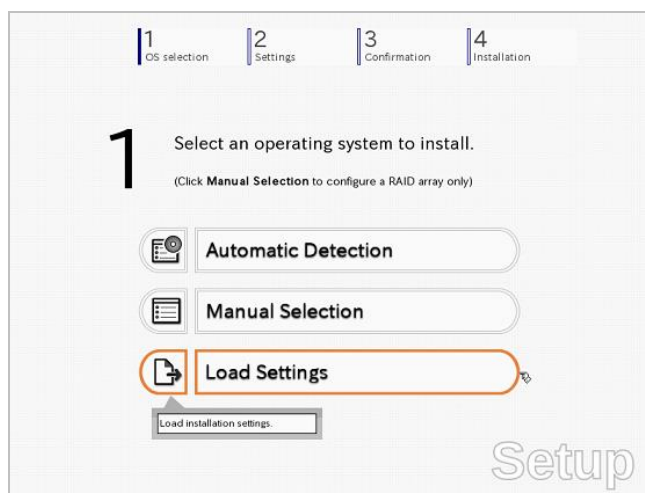 1
OS selection
2
Settings
3
Confirmation
4
Installation
1
Select an operating system to install.
(Click Manual Selection to configure a RAID array only)
Automatic Detection
Manual Selection
Load Settings
Load installation settings.
Setup